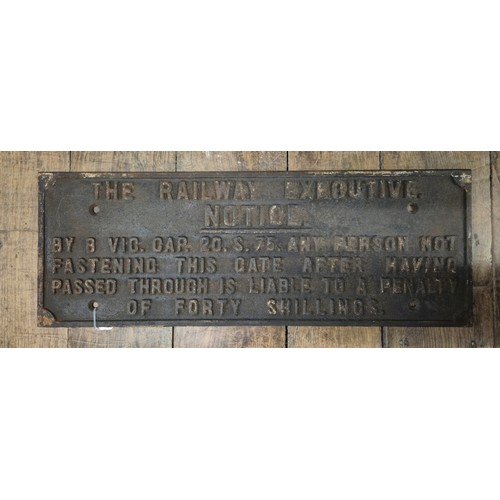 THE RAILWAY EXECUTIVE.
NOTICE.
BY 8 VIC. CAP. 20. S. 75. ANY PERSON NOT
FASTENING THIS GATE AFTER HAVING
PASSED THROUGH IS LIABLE TO A PENALTY
OF FORTY SHILLINGS.